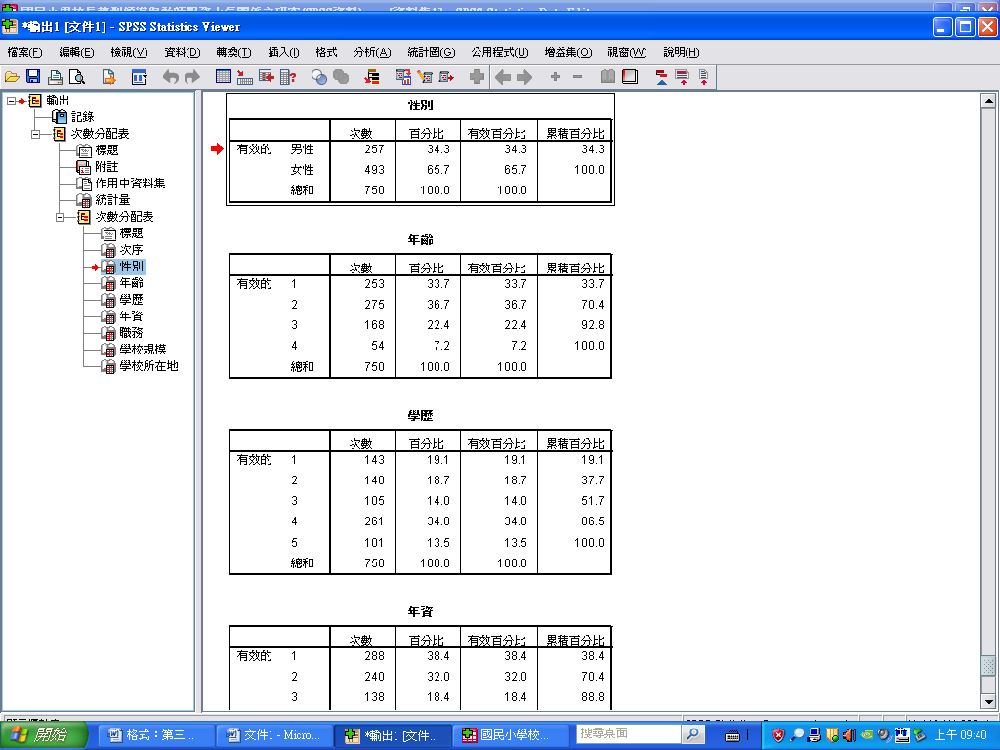 *輸出1 [文件1] - SPSS Statistics Viewer
檔案(F) 編輯(E) 檢視(V) 資料(D) 轉換(T) 插入(I) 格式 分析(A) 統計圖(G) 公用程式(U) 增益集(O) 視窗(W) 說明(H)
輸出
記錄
次數分配表
標題
附註
作用中資料集
統計量
次數分配表
標題
次序
性別
年齡
學歷
年資
職務
學校規模
學校所在地
性別
次數 百分比 有效百分比 累積百分比
有效的 男性 257 34.3 34.3 34.3
女性 493 65.7 65.7 100.0
總和 750 100.0 100.0
年齡
次數 百分比 有效百分比 累積百分比
有效的 1 253 33.7 33.7 33.7
2 275 36.7 36.7 70.4
3 168 22.4 22.4 92.8
4 54 7.2 7.2 100.0
總和 750 100.0 100.0
學歷
次數 百分比 有效百分比 累積百分比
有效的 1 143 19.1 19.1 19.1
2 140 18.7 18.7 37.7
3 105 14.0 14.0 51.7
4 261 34.8 34.8 86.5
5 101 13.5 13.5 100.0
總和 750 100.0 100.0
年資
次數 百分比 有效百分比 累積百分比
有效的 1 288 38.4 38.4 38.4
2 240 32.0 32.0 70.4
3 138 18.4 18.4 88.8
開始 格式：第三... 文件1 - Micro... *輸出1 [文件... 國民小學校... 搜尋桌面 上午 09:40